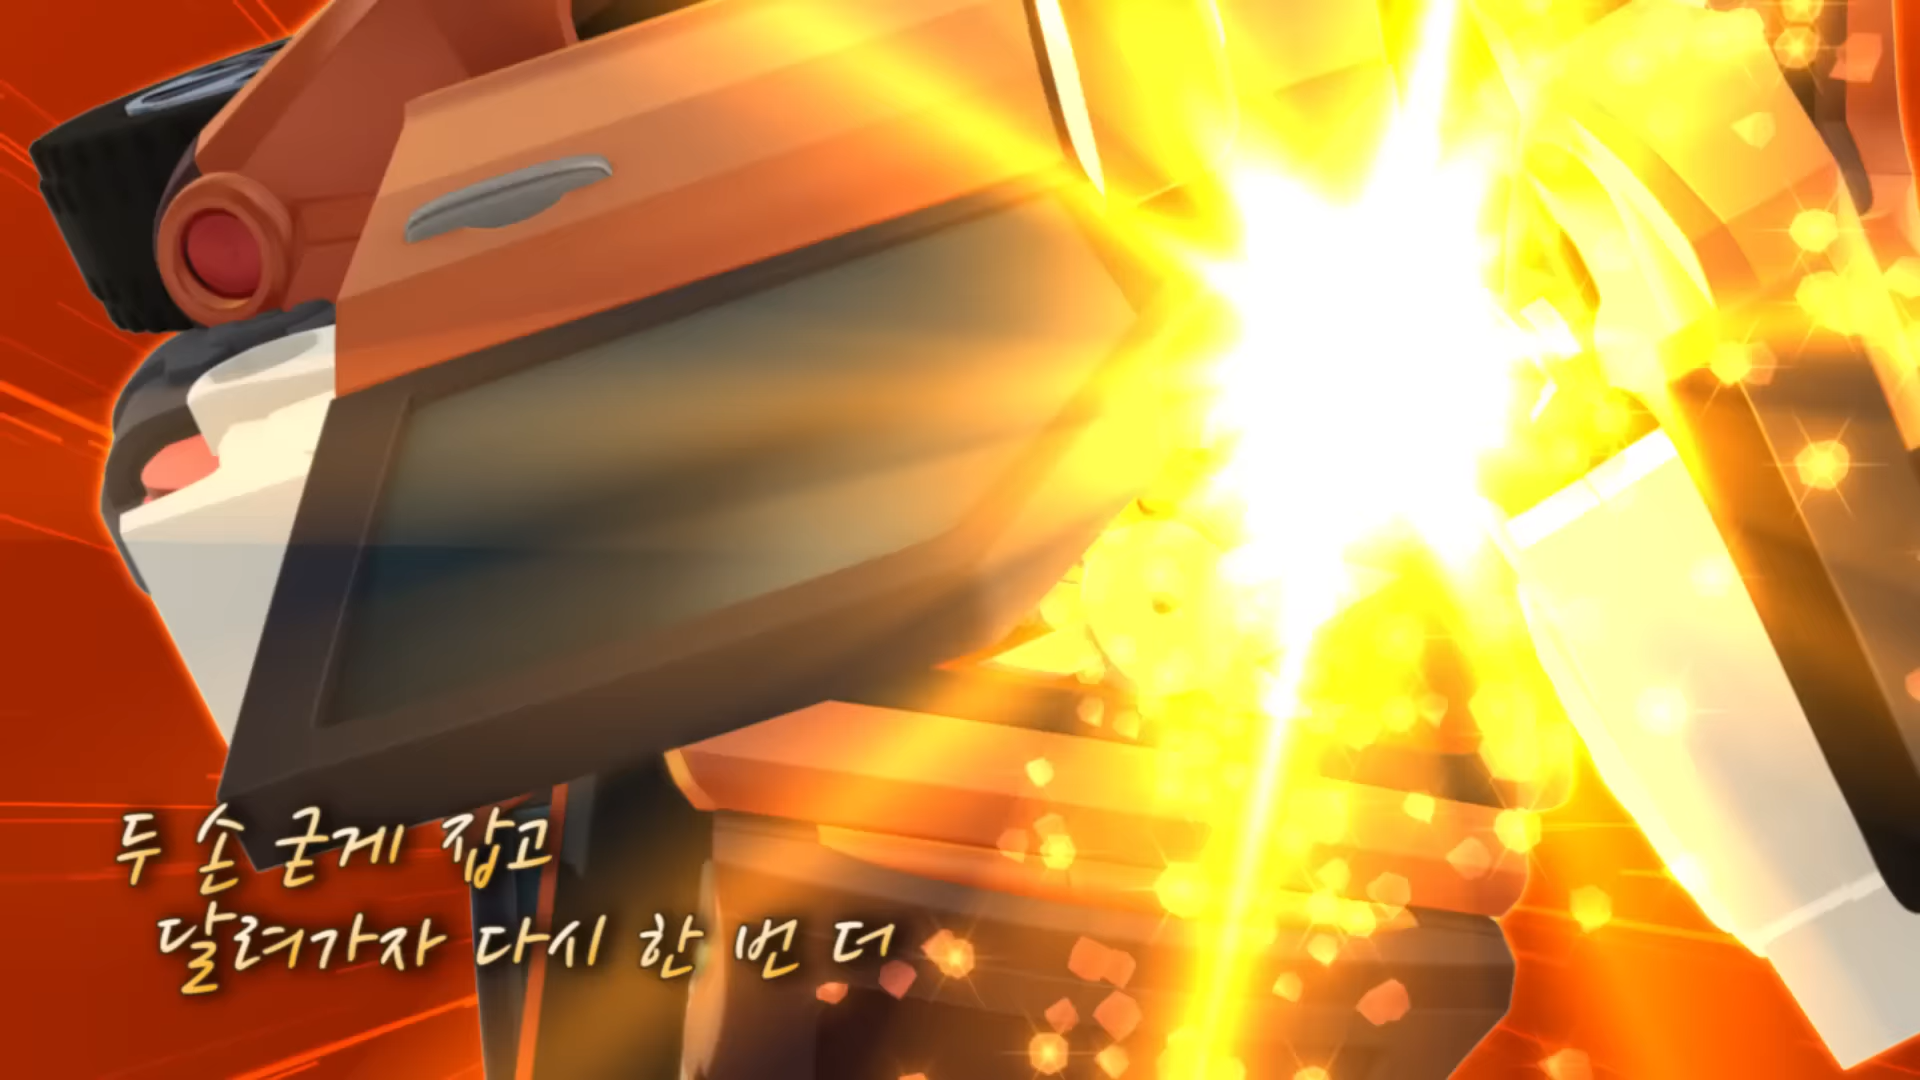 두 손 굳게 잡고
달려가자 다시 한 번 더